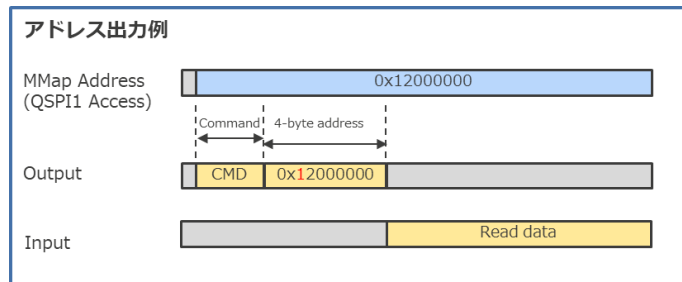 アドレス出力例
MMap Address
(QSPI1 Access)
0x12000000
Command
4-byte address
Output
CMD
0x12000000
Input
Read data